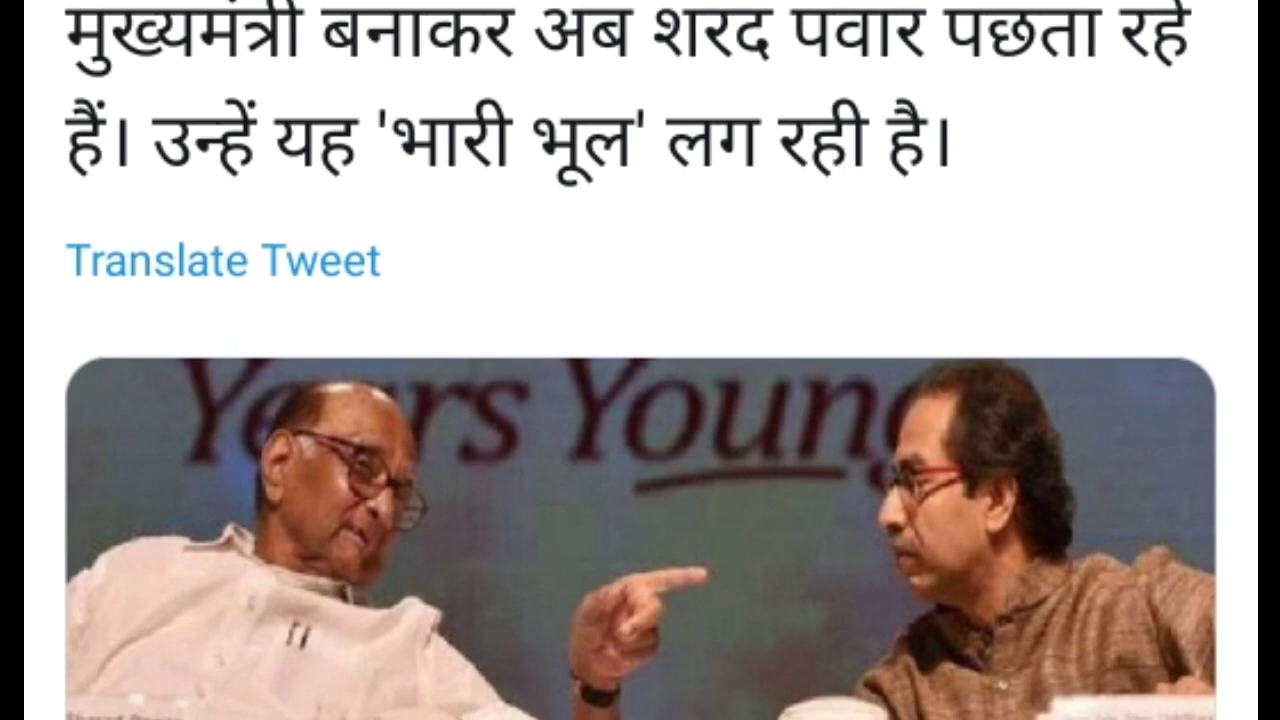 मुख्यमंत्री बनाकर अब शरद पवार पछता रहे
हैं। उन्हें यह 'भारी भूल' लग रही है।
Translate Tweet
Years Young